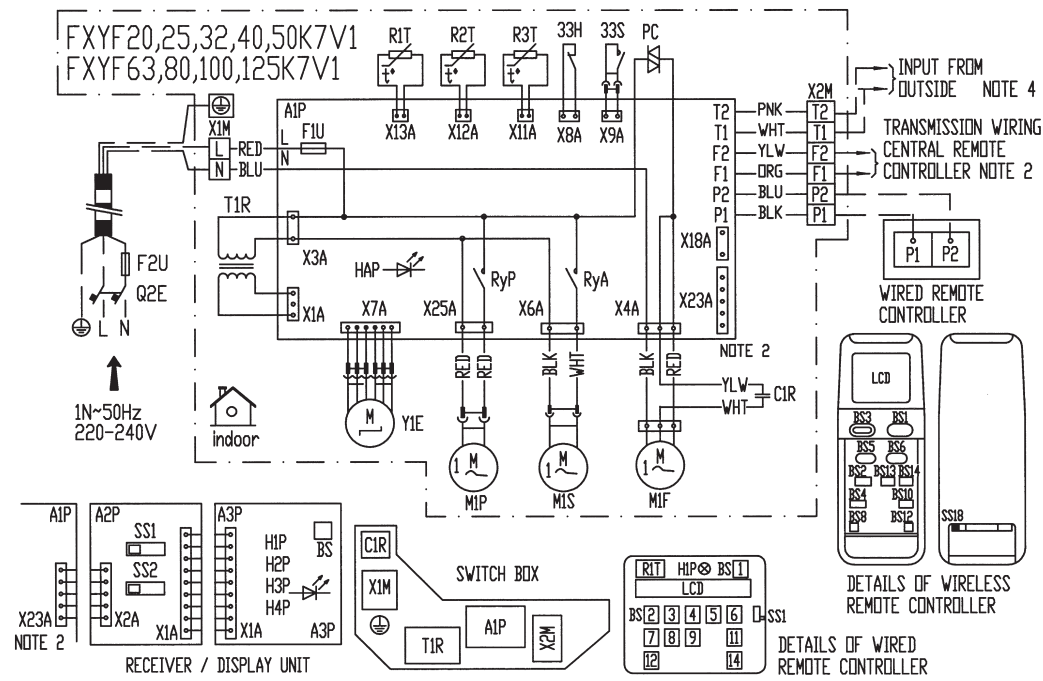 FXYF20,25,32,40,50K7V1
FXYF63,80,100,125K7V1
R1T
R2T
R3T
33H
33S
PC
t°
t°
t°
X13A
X12A
X11A
X8A
X9A
A1P
X1M
L
N
RED
BLU
L
N
F1U
T2
T1
F2
F1
P2
P1
PNK
WHT
YLW
ORG
BLU
BLK
X2M
T2
T1
F2
F1
P2
P1
INPUT FROM
OUTSIDE NOTE 4
TRANSMISSION WIRING
CENTRAL REMOTE
CONTROLLER NOTE 2
P1
P2
WIRED REMOTE
CONTROLLER
T1R
X3A
X1A
HAP
X7A
X25A
RyP
X6A
RyA
X4A
X18A
X23A
NOTE 2
F2U
Q2E
L
N
1N~50Hz
220-240V
indoor
M
Y1E
RED
RED
BLK
WHT
BLK
RED
YLW
WHT
C1R
1
M
M1P
1
M
M1S
1
M
M1F
LCD
BS3
BS1
BS5
BS6
BS2
BS13
BS14
BS4
BS10
BS8
BS12
SS18
DETAILS OF WIRELESS
REMOTE CONTROLLER
A1P
X23A
NOTE 2
A2P
SS1
SS2
X2A
X1A
A3P
H1P
H2P
H3P
H4P
BS
X1A
A3P
RECEIVER / DISPLAY UNIT
C1R
X1M
T1R
A1P
X2M
SWITCH BOX
R1T
H1P
BS
1
LCD
BS
2
3
4
5
6
SS1
7
8
9
11
12
14
DETAILS OF WIRED
REMOTE CONTROLLER